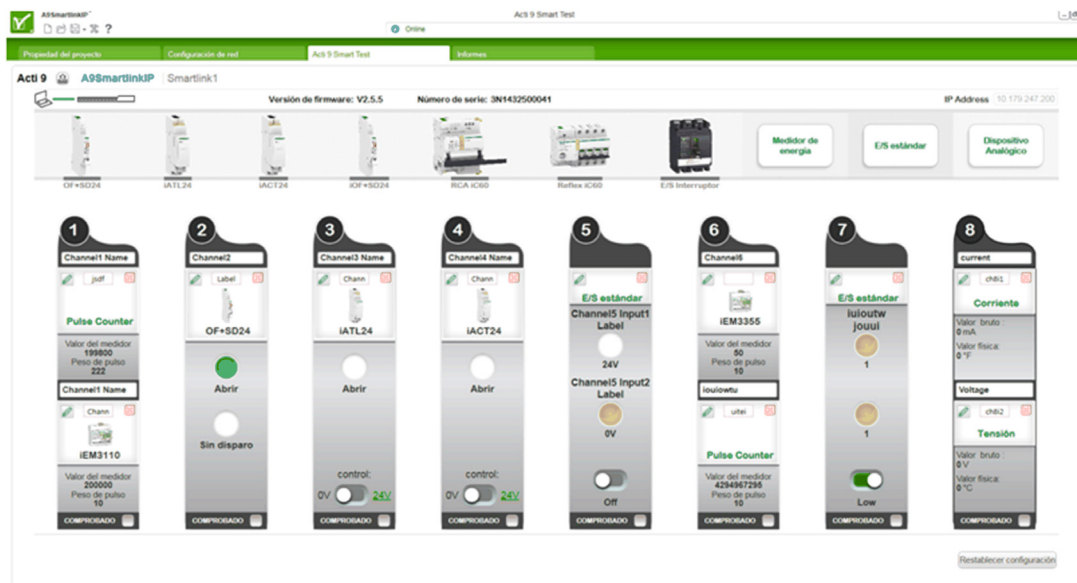 A9SmartlinkIP*
Acti 9 Smart Test
Online
Propiedad del proyecto
Configuración de red
Acti 9 Smart Test
Informes
Acti 9
A9SmartlinkIP
Smartlink1
Versión de firmware: V2.5.5
Número de serie: 3N1432500041
IP Address
10.179.247.200
OF+SD24
iATL24
iACT24
iOF+SD24
RCA iC60
Reflex iC60
E/S Interruptor
Medidor de
energía
E/S estándar
Dispositivo
Analógico
1
Channel1 Name
jsdf
Pulse Counter
Valor del medidor
199800
Peso de pulso
222
Channel1 Name
Chann
iEM3110
Valor del medidor
200000
Peso de pulso
10
COMPROBADO
2
Channel2
Label
OF+SD24
Abrir
Sin disparo
COMPROBADO
3
Channel3 Name
Chann
iATL24
Abrir
control:
0V
24V
COMPROBADO
4
Channel4 Name
Chann
iACT24
Abrir
control:
0V
24V
COMPROBADO
5
E/S estándar
Channel5 Input1
Label
24V
Channel5 Input2
Label
0V
Off
COMPROBADO
6
Channel6
iEM3355
Valor del medidor
50
Peso de pulso
10
iouiowtu
uitei
Pulse Counter
Valor del medidor
4294967295
Peso de pulso
10
COMPROBADO
7
E/S estándar
iuioutw
jouui
1
1
Low
COMPROBADO
8
current
ch8i1
Corriente
Valor bruto :
0 mA
Valor física:
0 °F
Voltage
ch8i2
Tensión
Valor bruto :
0 V
Valor física:
0 °C
COMPROBADO
Restablecer configuración